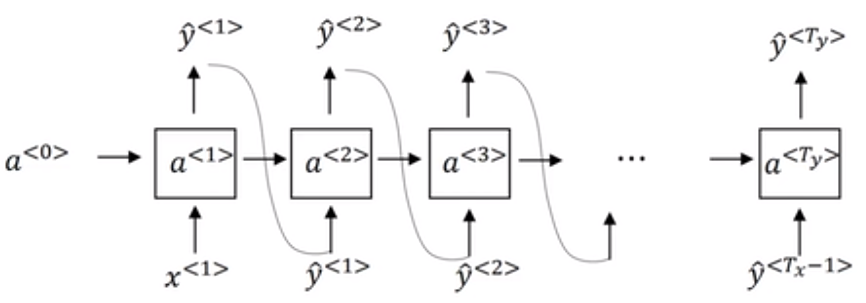 ŷ<1> ŷ<2> ŷ<3> ŷ<Ty>
a<0> a<1> a<2> a<3> ... a<Ty>
x<1> ŷ<1> ŷ<2> ŷ<Tx−1>